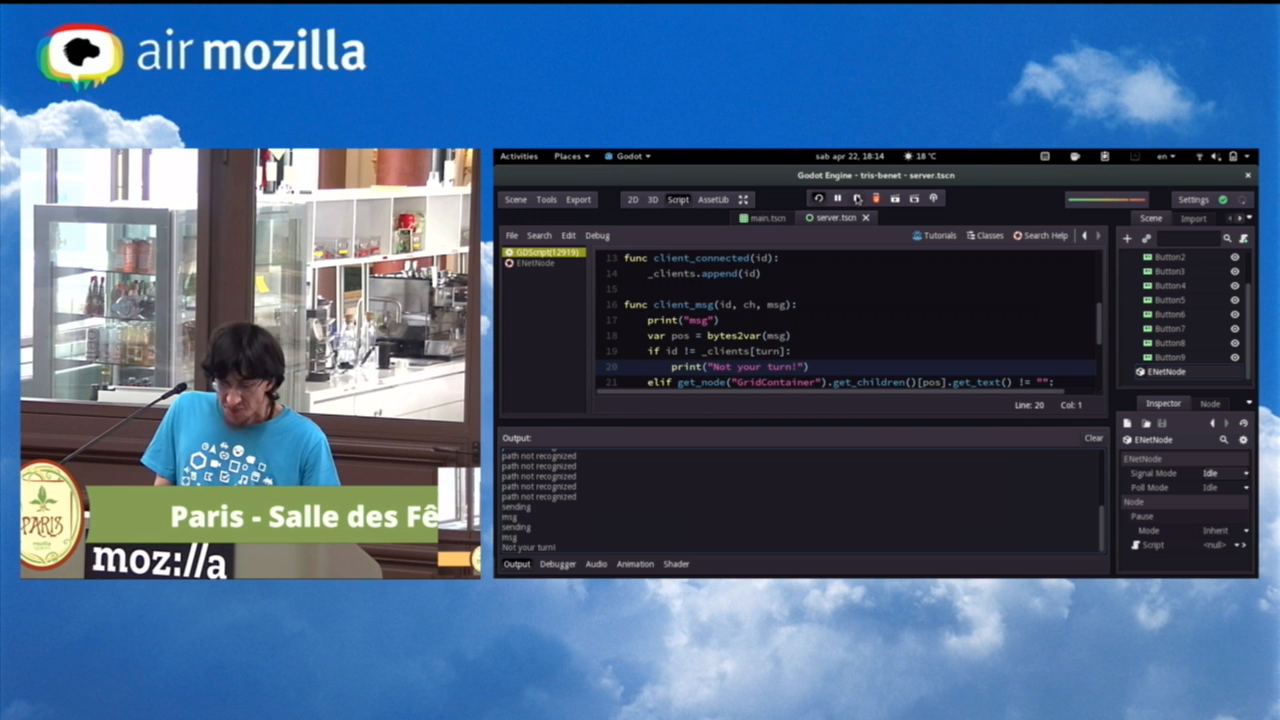 air mozilla
Activities Places Godot sab apr 22, 18:14 18 °C en
Godot Engine - tris-benet - server.tscn
Scene Tools Export 2D 3D Script AssetLib Settings
main.tscn server.tscn Scene Import
File Search Edit Debug Tutorials Classes Search Help
GDScript(12919)
ENetNode
13 func client_connected(id):
14 _clients.append(id)
15
16 func client_msg(id, ch, msg):
17 print("msg")
18 var pos = bytes2var(msg)
19 if id != _clients[turn]:
20 print("Not your turn!")
21 elif get_node("GridContainer").get_children()[pos].get_text() != "":
Line: 20 Col: 1
Button2
Button3
Button4
Button5
Button6
Button7
Button8
Button9
ENetNode
Inspector Node
ENetNode
ENetNode
Signal Mode Idle
Poll Mode Idle
Node
Pause
Mode Inherit
Script <null>
Output: Clear
path not recognized
path not recognized
path not recognized
path not recognized
path not recognized
sending
msg
sending
msg
Not your turn!
Output Debugger Audio Animation Shader
PARIS
mozilla
Paris - Salle des Fê
moz://a